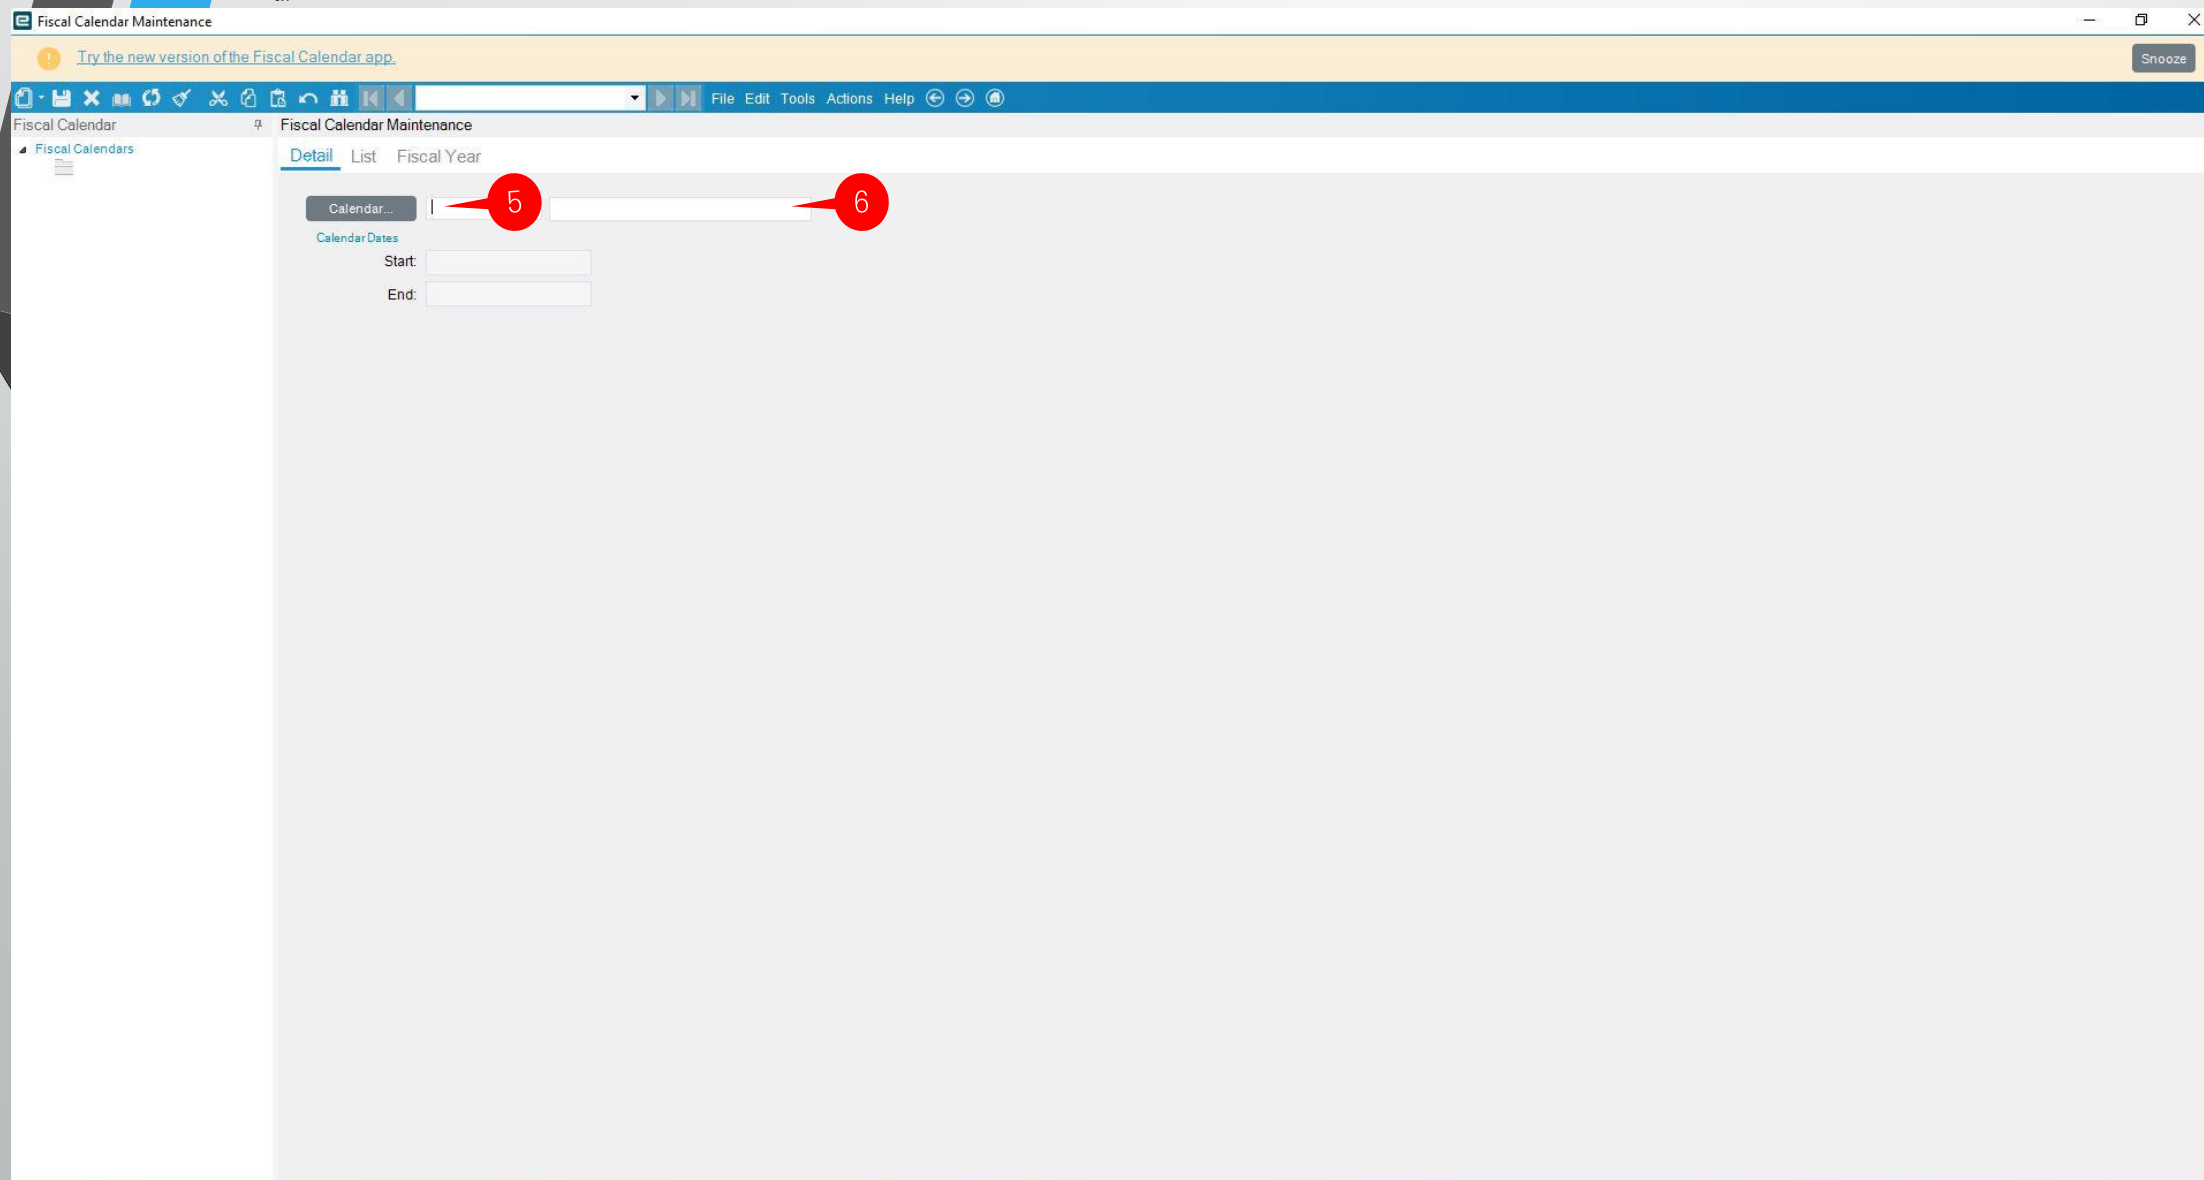 Fiscal Calendar Maintenance
Try the new version of the Fiscal Calendar app.
Snooze
File Edit Tools Actions Help
Fiscal Calendar
Fiscal Calendar Maintenance
Fiscal Calendars
Detail List Fiscal Year
Calendar... 5 6
Calendar Dates
Start:
End: